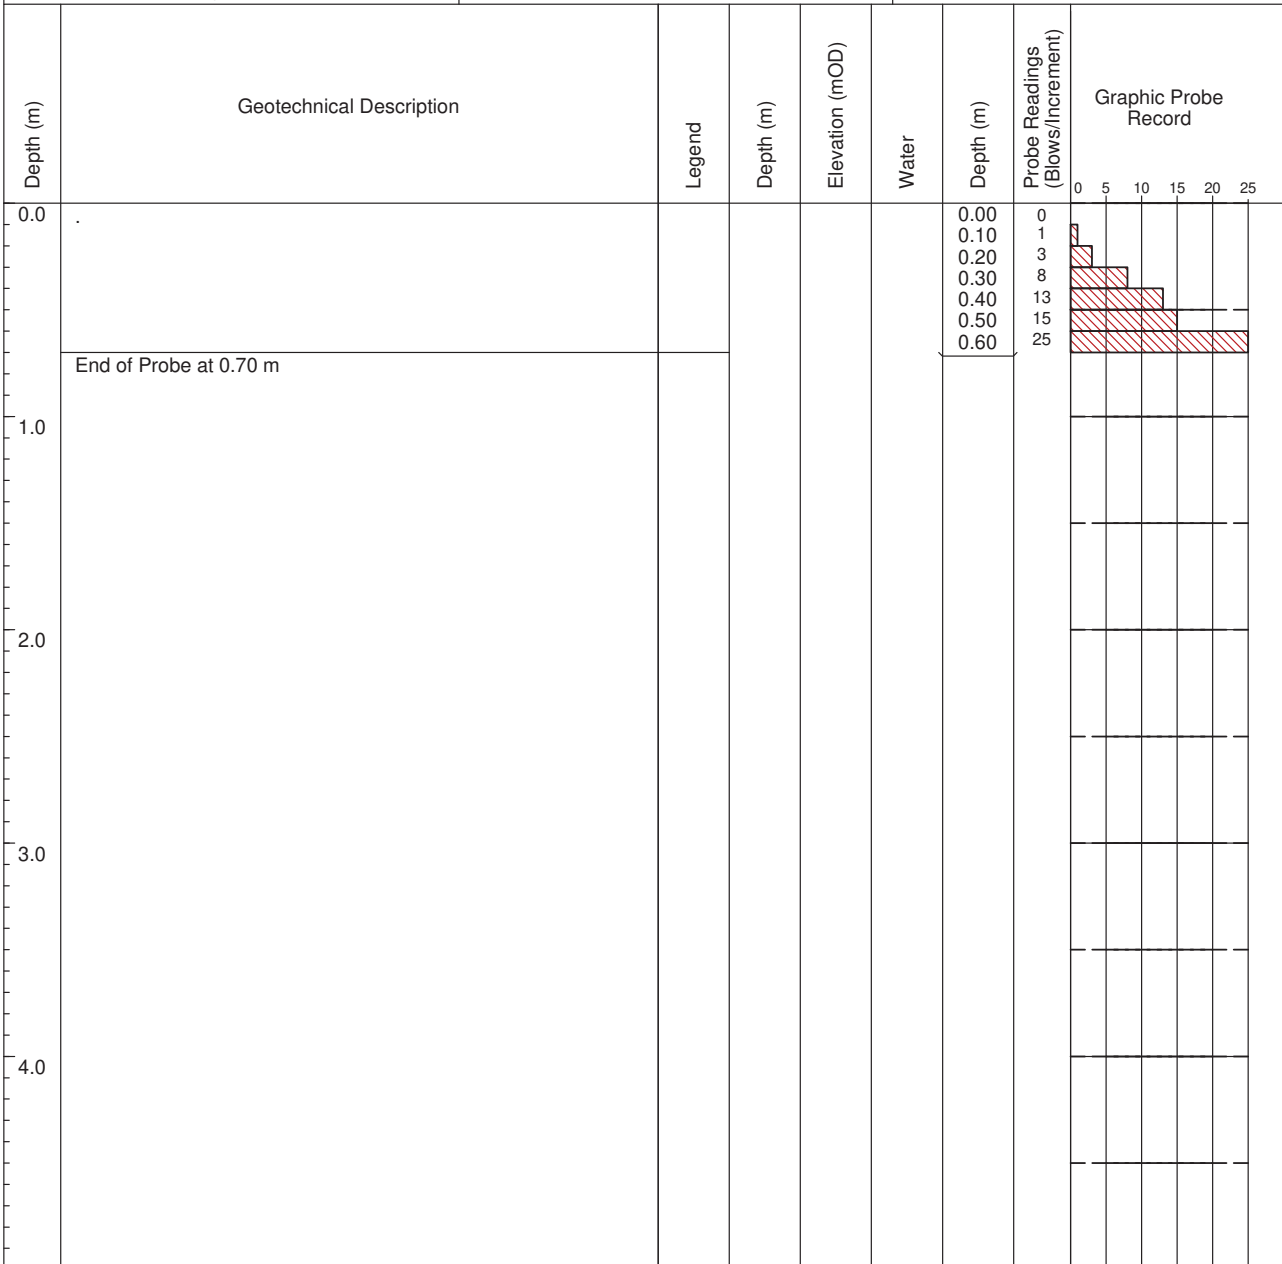 Depth (m)
Geotechnical Description
Legend
Depth (m)
Elevation (mOD)
Water
Depth (m)
Probe Readings
(Blows/Increment)
Graphic Probe
Record
0 5 10 15 20 25
0.0 . 0.00 0
0.10 1
0.20 3
0.30 8
0.40 13
0.50 15
0.60 25
End of Probe at 0.70 m
1.0
2.0
3.0
4.0